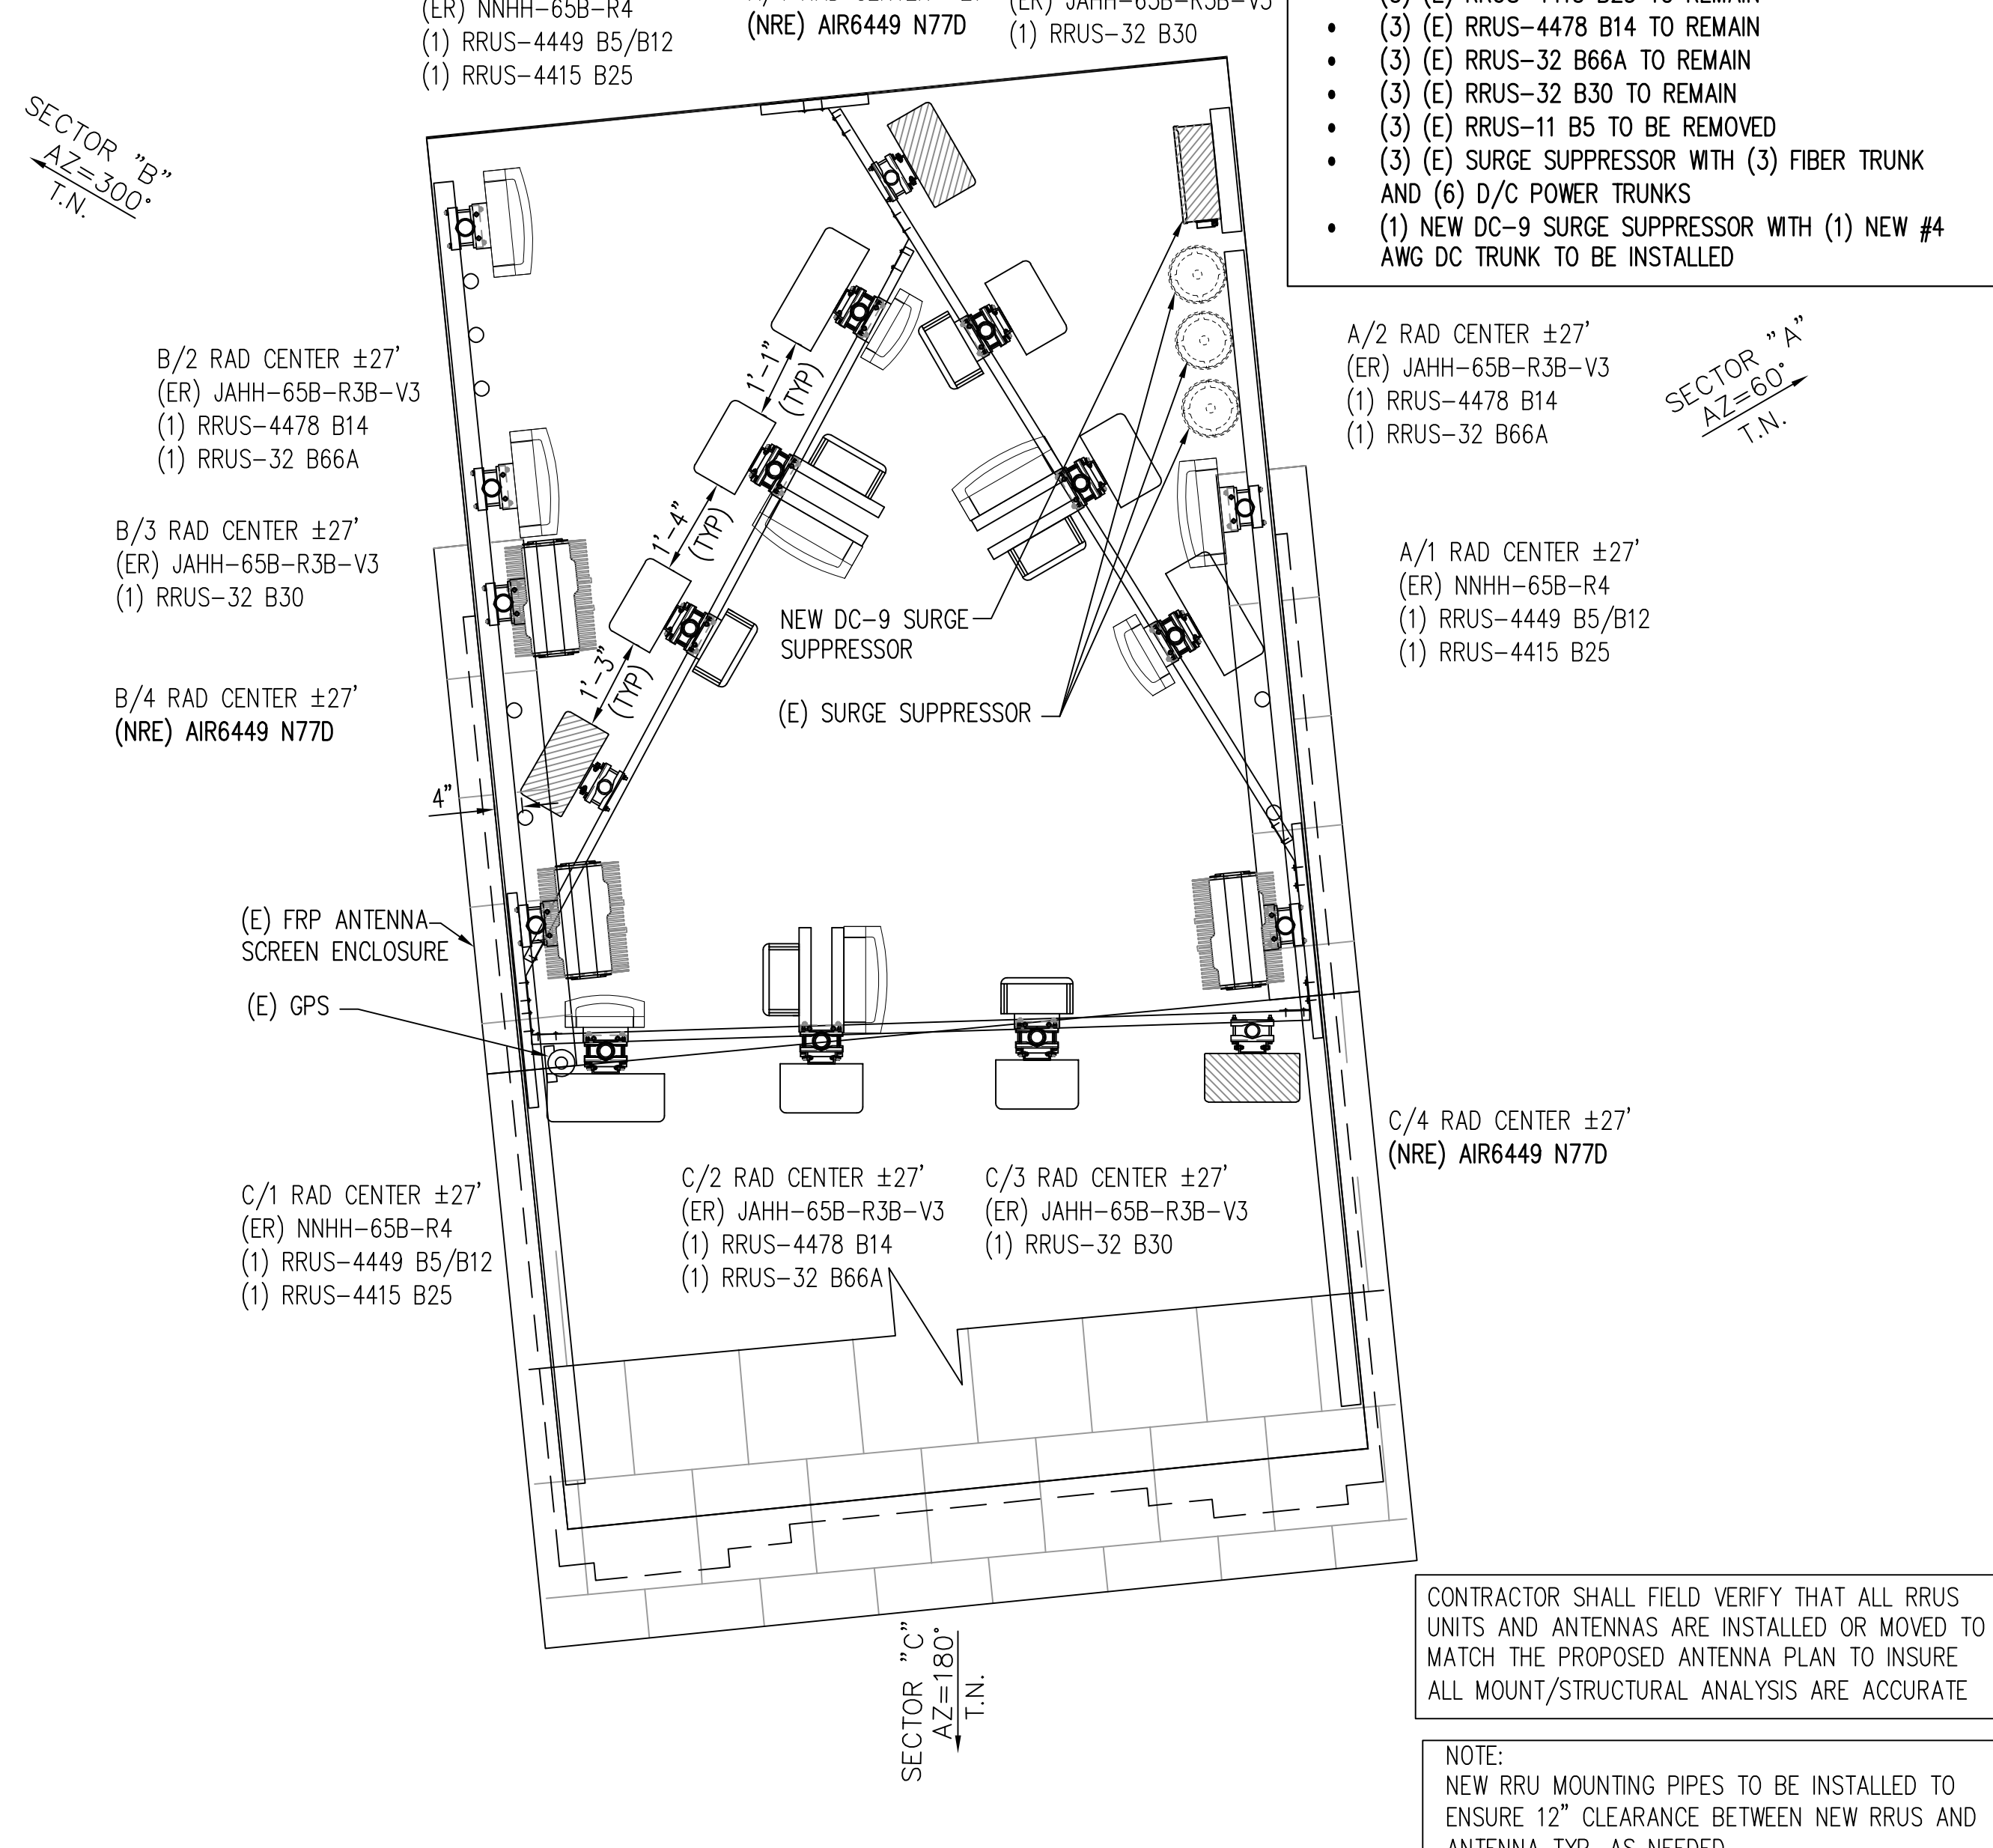 (ER) NNHH-65B-R4
(1) RRUS-4449 B5/B12
(1) RRUS-4415 B25
(NRE) AIR6449 N77D
(ER) JAHH-65B-R3B-V3
(1) RRUS-32 B30
• (3) (E) RRUS-4478 B14 TO REMAIN
• (3) (E) RRUS-32 B66A TO REMAIN
• (3) (E) RRUS-32 B30 TO REMAIN
• (3) (E) RRUS-11 B5 TO BE REMOVED
• (3) (E) SURGE SUPPRESSOR WITH (3) FIBER TRUNK
AND (6) D/C POWER TRUNKS
• (1) NEW DC-9 SURGE SUPPRESSOR WITH (1) NEW #4
AWG DC TRUNK TO BE INSTALLED
SECTOR "B"
AZ=300°
T.N.
B/2 RAD CENTER ±27'
(ER) JAHH-65B-R3B-V3
(1) RRUS-4478 B14
(1) RRUS-32 B66A
B/3 RAD CENTER ±27'
(ER) JAHH-65B-R3B-V3
(1) RRUS-32 B30
B/4 RAD CENTER ±27'
(NRE) AIR6449 N77D
1'-1"
(TYP)
1'-4"
(TYP)
1'-3"
(TYP)
4"
A/2 RAD CENTER ±27'
(ER) JAHH-65B-R3B-V3
(1) RRUS-4478 B14
(1) RRUS-32 B66A
SECTOR "A"
AZ=60°
T.N.
A/1 RAD CENTER ±27'
(ER) NNHH-65B-R4
(1) RRUS-4449 B5/B12
(1) RRUS-4415 B25
NEW DC-9 SURGE
SUPPRESSOR
(E) SURGE SUPPRESSOR
(E) FRP ANTENNA
SCREEN ENCLOSURE
(E) GPS
C/1 RAD CENTER ±27'
(ER) NNHH-65B-R4
(1) RRUS-4449 B5/B12
(1) RRUS-4415 B25
C/2 RAD CENTER ±27'
(ER) JAHH-65B-R3B-V3
(1) RRUS-4478 B14
(1) RRUS-32 B66A
C/3 RAD CENTER ±27'
(ER) JAHH-65B-R3B-V3
(1) RRUS-32 B30
C/4 RAD CENTER ±27'
(NRE) AIR6449 N77D
SECTOR "C"
AZ=180°
T.N.
CONTRACTOR SHALL FIELD VERIFY THAT ALL RRUS
UNITS AND ANTENNAS ARE INSTALLED OR MOVED TO
MATCH THE PROPOSED ANTENNA PLAN TO INSURE
ALL MOUNT/STRUCTURAL ANALYSIS ARE ACCURATE
NOTE:
NEW RRU MOUNTING PIPES TO BE INSTALLED TO
ENSURE 12" CLEARANCE BETWEEN NEW RRUS AND
ANTENNA TYP. AS NEEDED